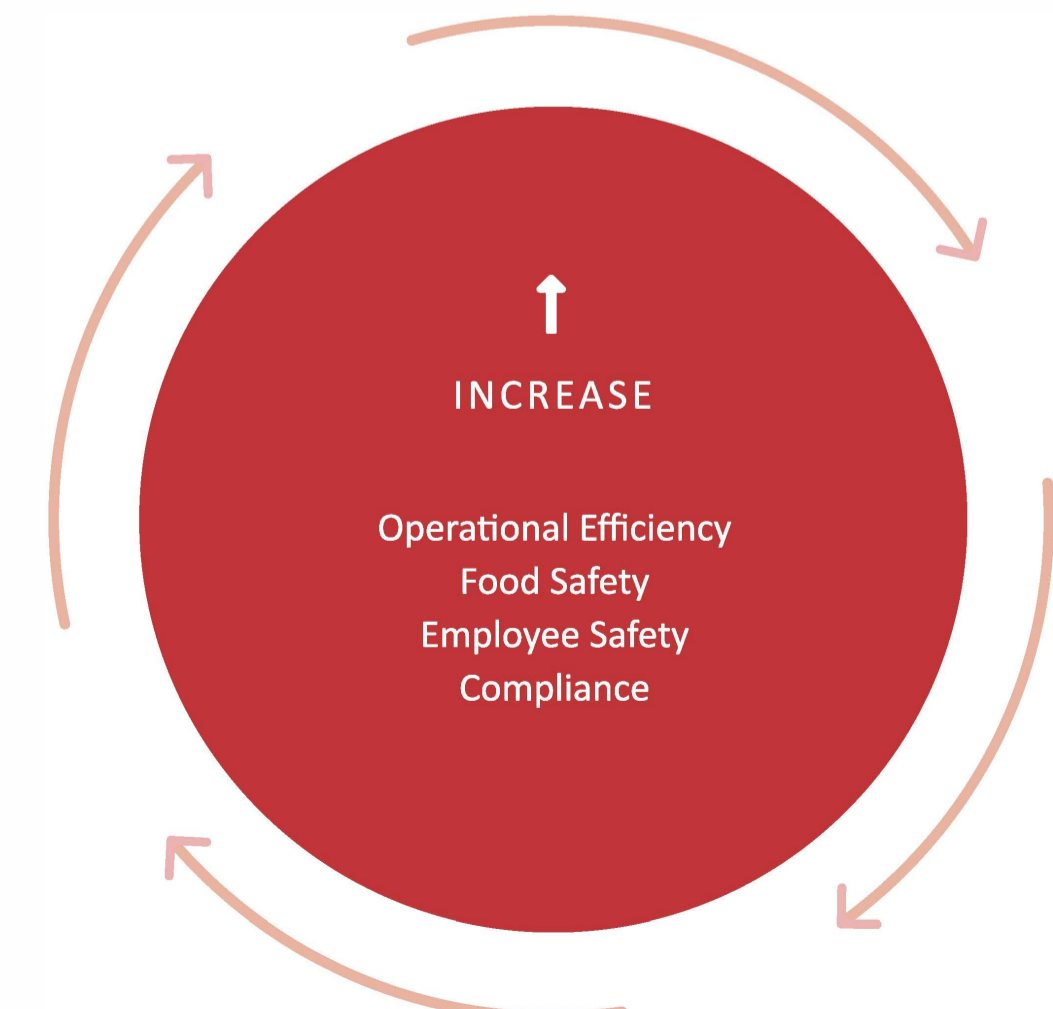 INCREASE
Operational Efficiency
Food Safety
Employee Safety
Compliance